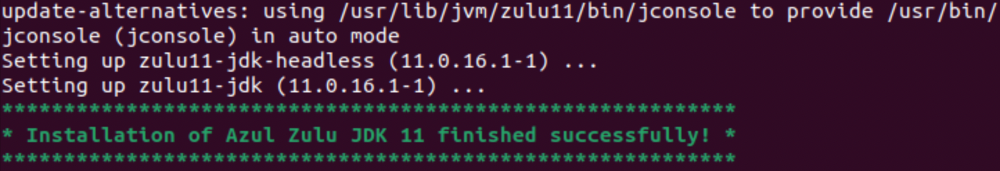 update-alternatives: using /usr/lib/jvm/zulu11/bin/jconsole to provide /usr/bin/
jconsole (jconsole) in auto mode
Setting up zulu11-jdk-headless (11.0.16.1-1) ...
Setting up zulu11-jdk (11.0.16.1-1) ...
***********************************************************
* Installation of Azul Zulu JDK 11 finished successfully! *
***********************************************************